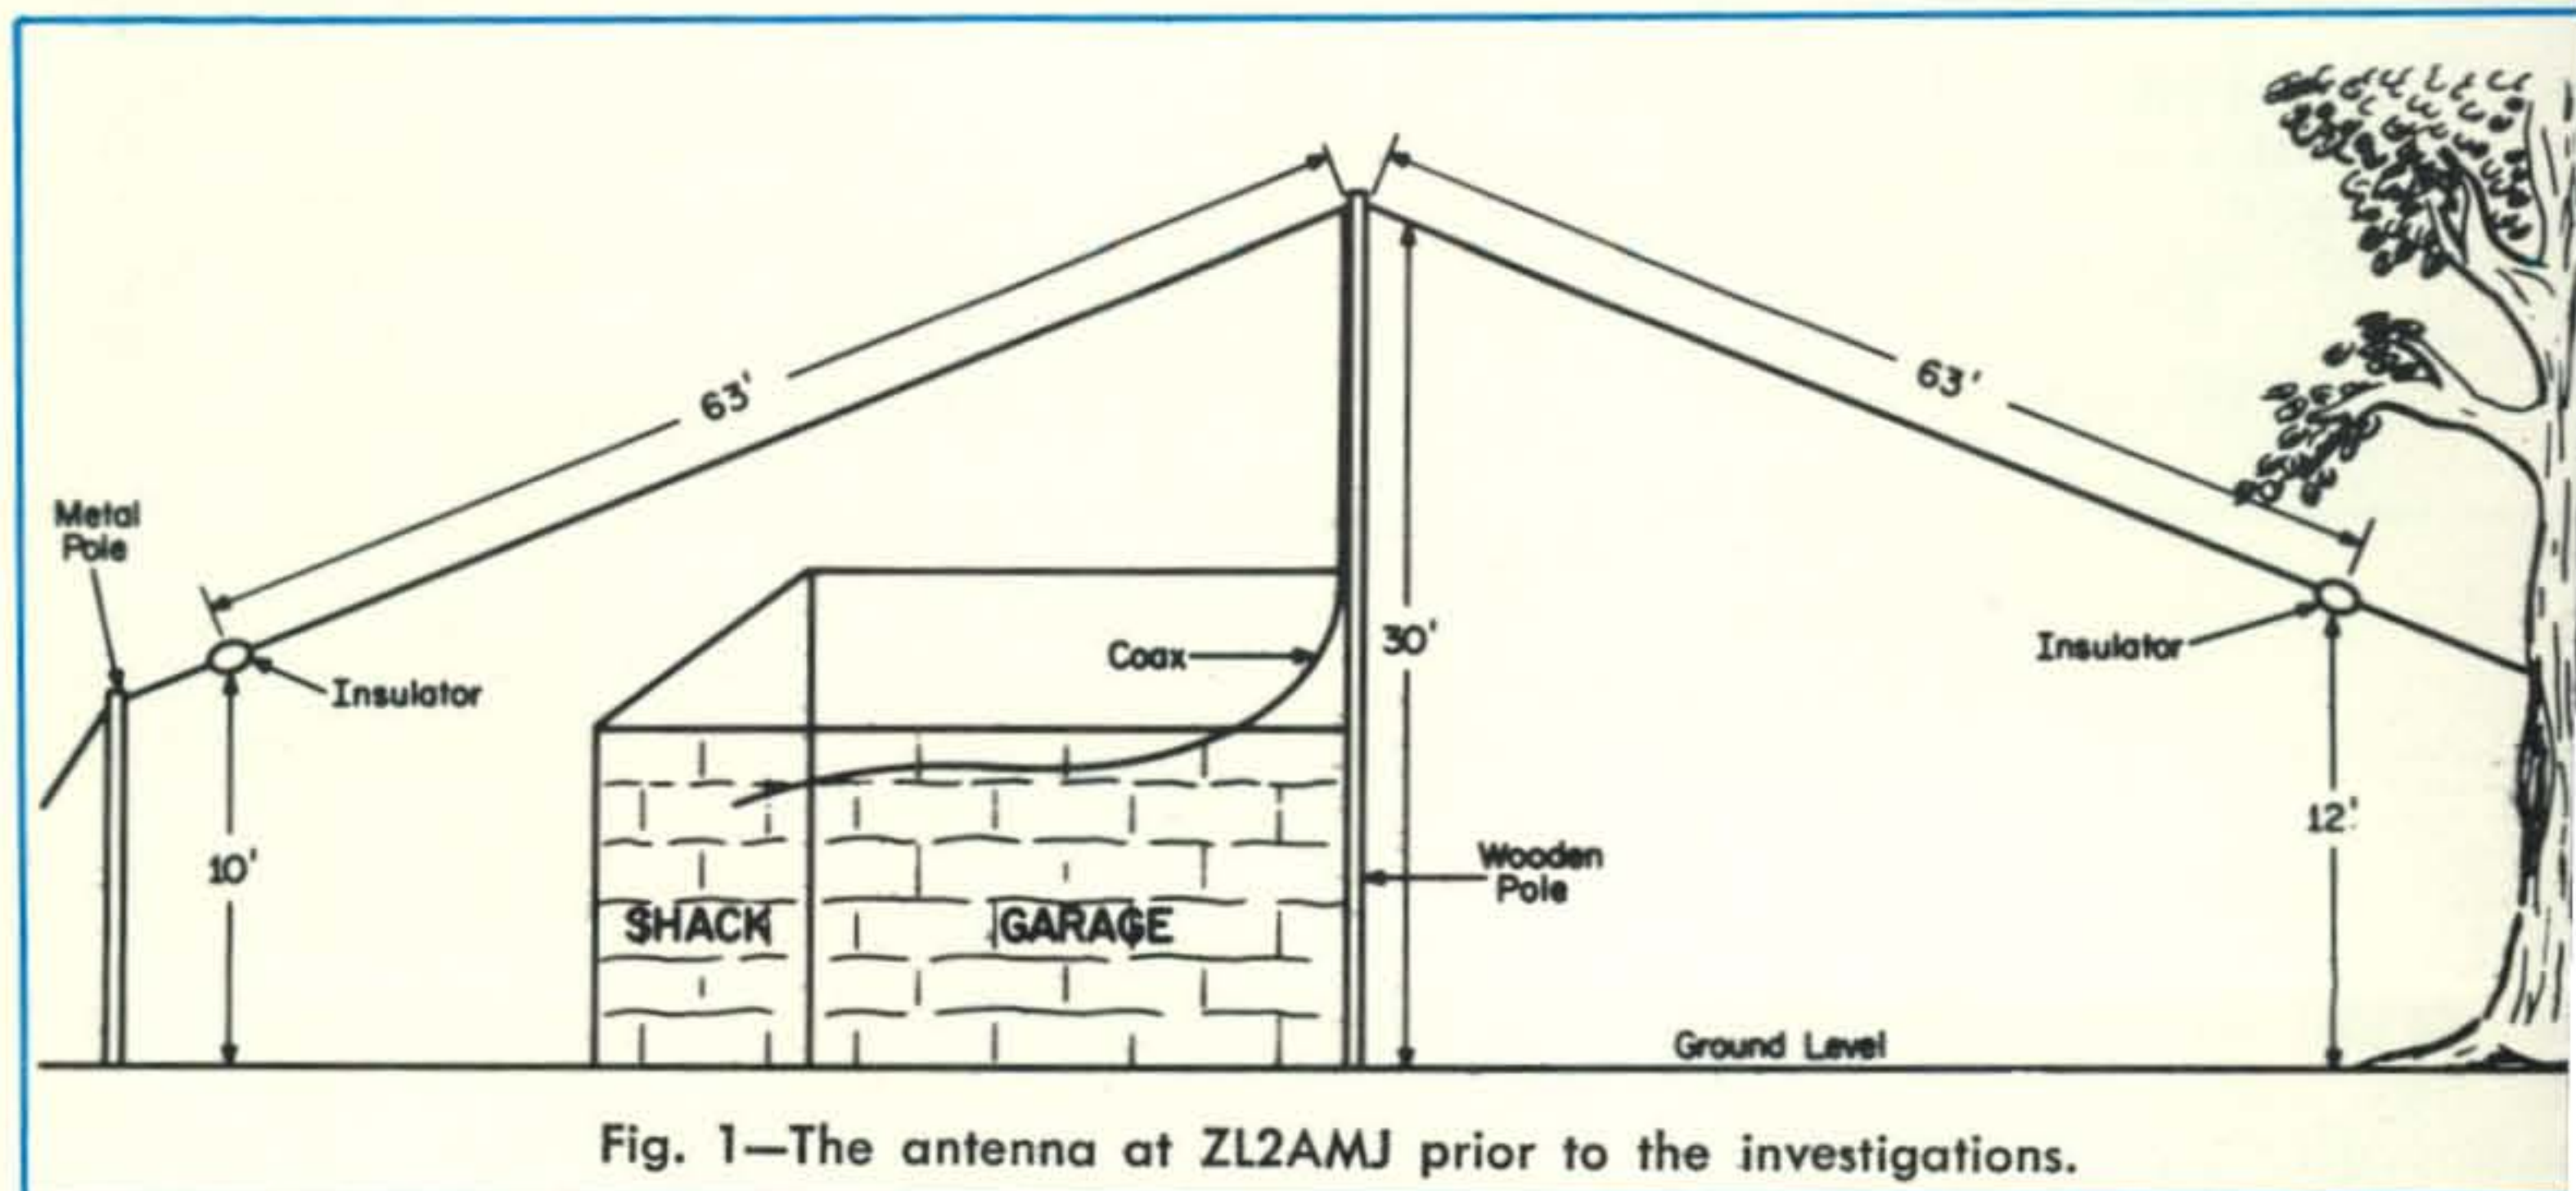 63'
63'
Metal
Pole
Insulator
Coax
30'
Insulator
10'
12'
Wooden
Pole
SHACK
GARAGE
Ground Level
Fig. 1—The antenna at ZL2AMJ prior to the investigations.